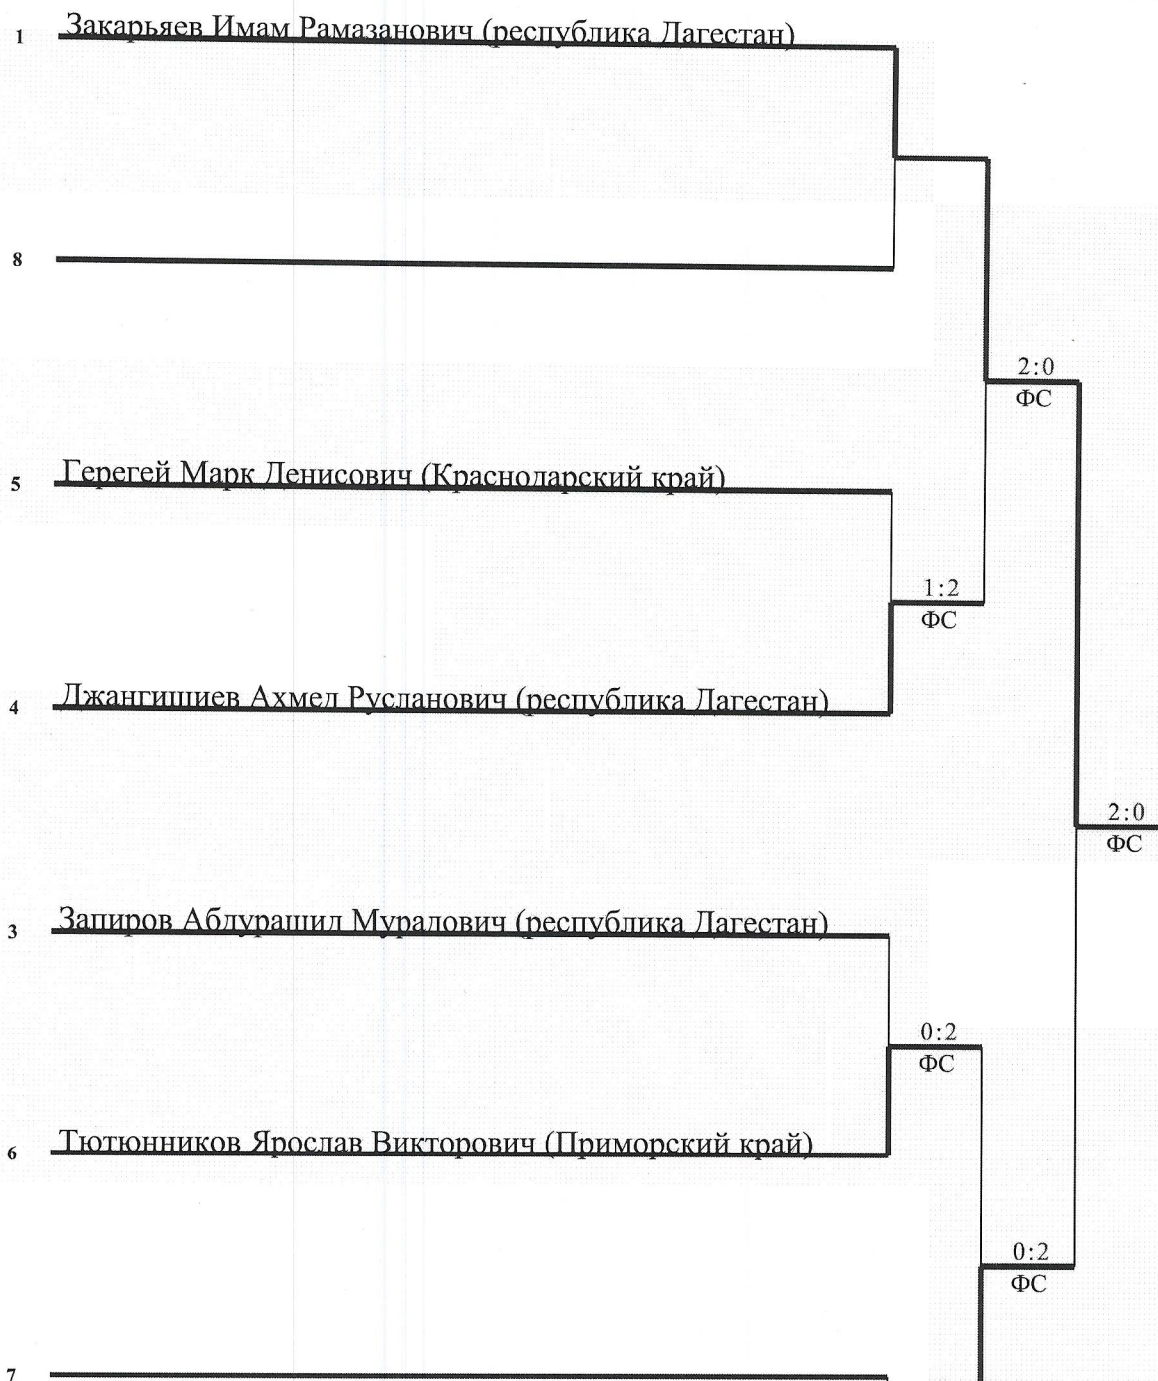 1 Закарьяев Имам Рамазанович (республика Дагестан)
8
2:0
ФС
5 Герегей Марк Денисович (Краснодарский край)
1:2
ФС
4 Джангишиев Ахмед Русланович (республика Дагестан)
2:0
ФС
3 Запиров Абдурашид Мурадович (республика Дагестан)
0:2
ФС
6 Тютюнников Ярослав Викторович (Приморский край)
0:2
ФС
7